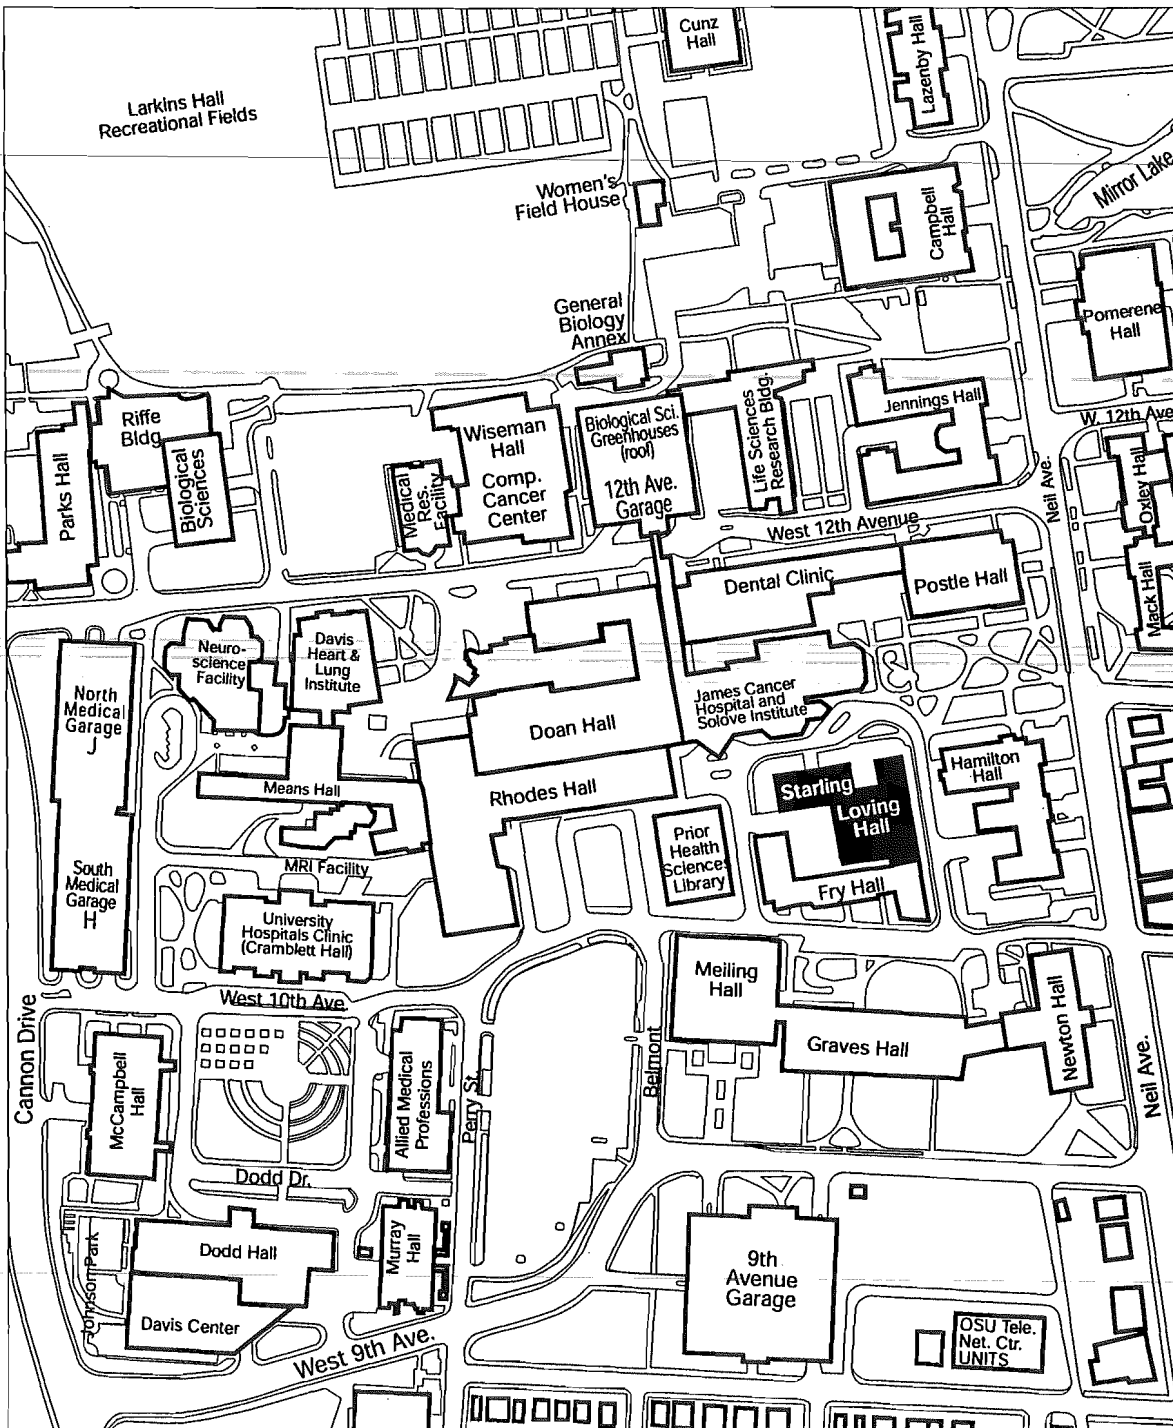 Cunz
Hall
Lazenby Hall
Larkins Hall
Recreational Fields
Mirror Lake
Women's
Field House
Campbell
Hall
General
Biology
Annex
Pomerene
Hall
Riffe
Bldg.
Parks Hall
Biological
Sciences
Wiseman
Hall
Comp.
Cancer
Center
Medical
Res.
Facility
Biological Sci.
Greenhouses
(roof)
12th Ave.
Garage
Life Sciences
Research Bldg.
Jennings Hall
W. 12th Ave
Oxley Hall
Neil Ave.
West 12th Avenue
Dental Clinic
Postle Hall
Mack Hall
Neuro-
science
Facility
Davis
Heart &
Lung
Institute
North
Medical
Garage
J
James Cancer
Hospital and
Solove Institute
Doan Hall
Means Hall
Rhodes Hall
Starling
Loving
Hall
Hamilton
Hall
Prior
Health
Sciences
Library
MRI Facility
South
Medical
Garage
H
Fry Hall
University
Hospitals Clinic
(Cramblett Hall)
Meiling
Hall
West 10th Ave.
Newton Hall
Graves Hall
Cannon Drive
McCampbell
Hall
Allied Medical
Professions
Perry St.
Belmont
Neil Ave.
Dodd Dr.
Johnson Park
Dodd Hall
Murray
Hall
9th
Avenue
Garage
Davis Center
West 9th Ave.
OSU Tele.
Net. Ctr.
UNITS